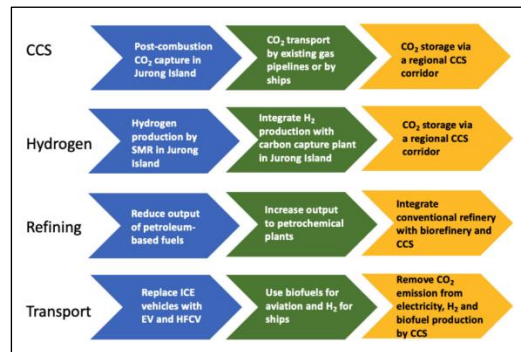 CCS
Post-combustion
CO₂ capture in
Jurong Island
CO₂ transport
by existing gas
pipelines or by
ships
CO₂ storage via
a regional CCS
corridor
Hydrogen
Hydrogen
production by
SMR in Jurong
Island
Integrate H₂
production with
carbon capture plant
in Jurong Island
CO₂ storage via
a regional CCS
corridor
Refining
Reduce output
of petroleum-
based fuels
Increase output
to petrochemical
plants
Integrate
conventional refinery
with biorefinery and
CCS
Transport
Replace ICE
vehicles with
EV and HFCV
Use biofuels for
aviation and H₂ for
ships
Remove CO₂
emission from
electricity, H₂ and
biofuel production
by CCS